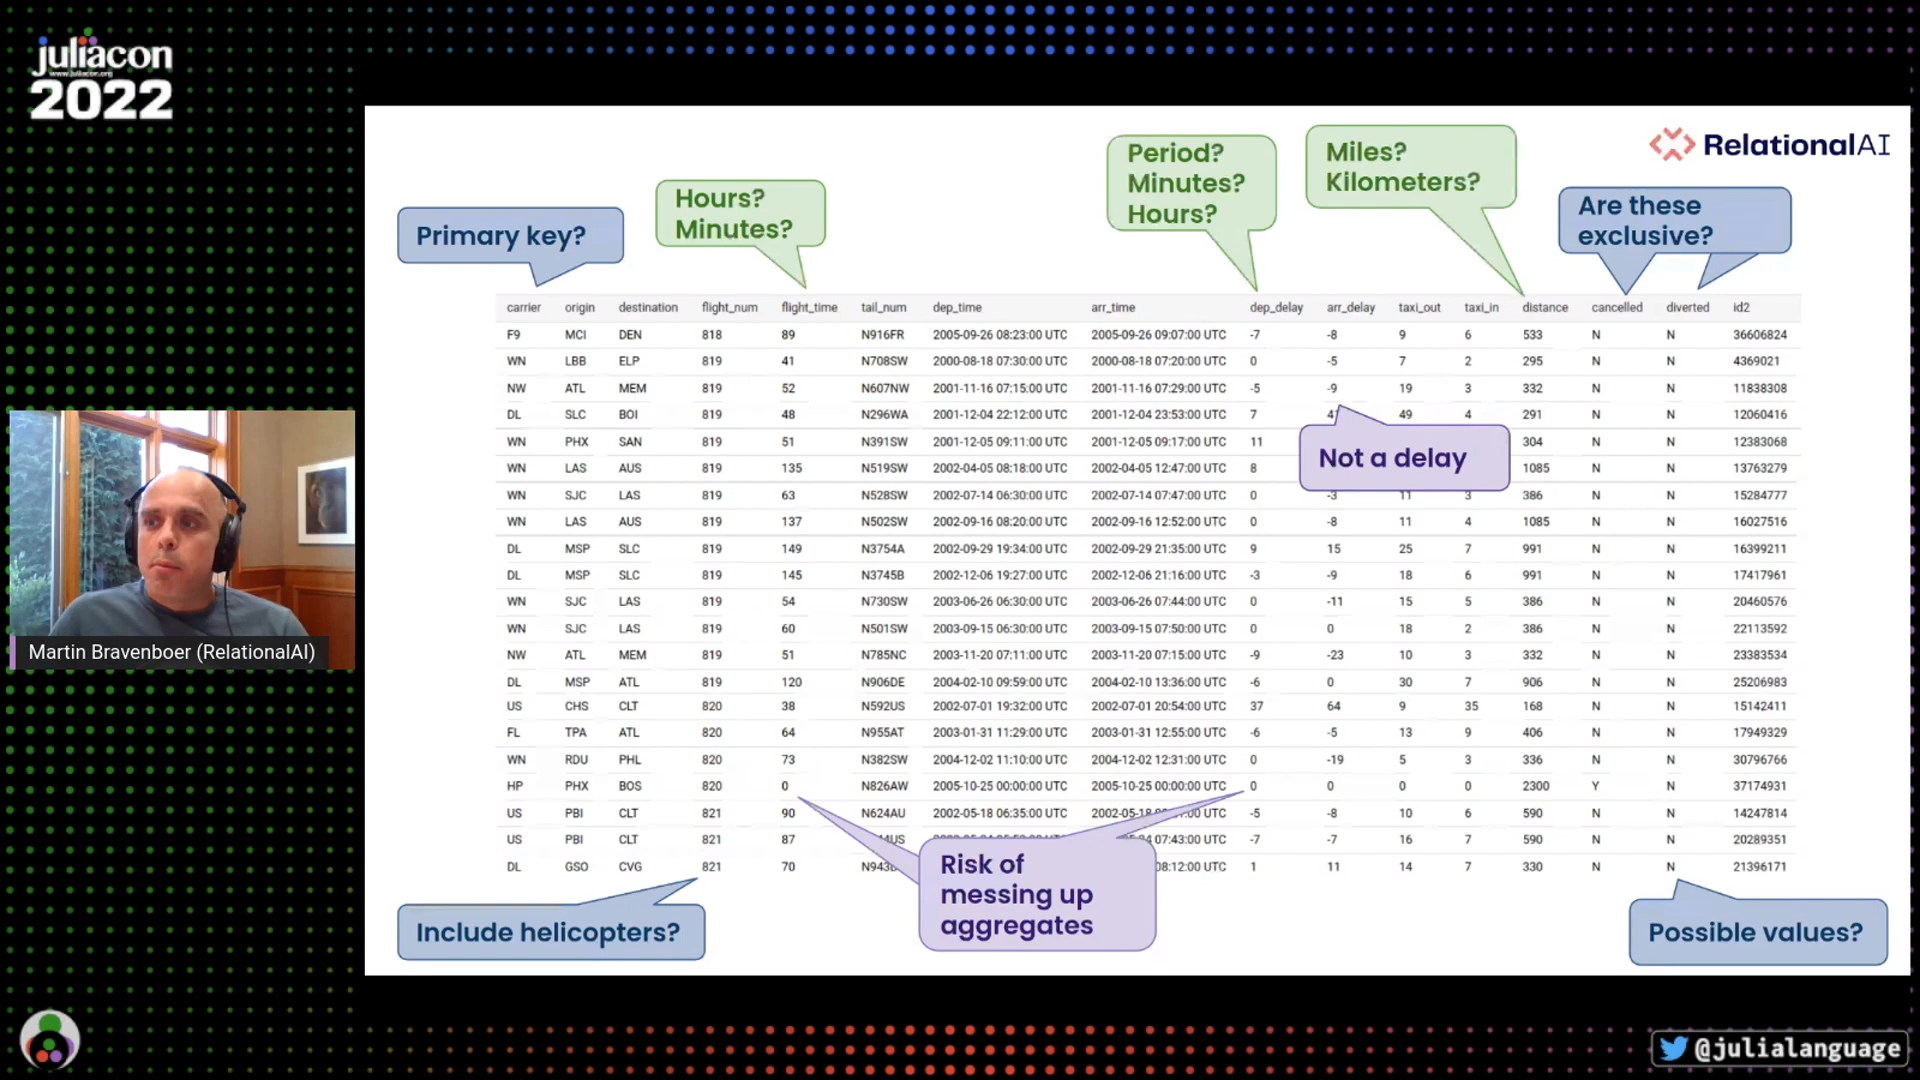 juliacon
www.juliacon.org
2022
RelationalAI
Primary key?
Hours?
Minutes?
Period?
Minutes?
Hours?
Miles?
Kilometers?
Are these
exclusive?
carrier origin destination flight_num flight_time tail_num dep_time arr_time dep_delay arr_delay taxi_out taxi_in distance cancelled diverted id2
F9 MCI DEN 818 89 N916FR 2005-09-26 08:23:00 UTC 2005-09-26 09:07:00 UTC -7 -8 9 6 533 N N 36606824
WN LBB ELP 819 41 N708SW 2000-08-18 07:30:00 UTC 2000-08-18 07:20:00 UTC 0 -5 7 2 295 N N 4369021
NW ATL MEM 819 52 N607NW 2001-11-16 07:15:00 UTC 2001-11-16 07:29:00 UTC -5 -9 19 3 332 N N 11838308
DL SLC BOI 819 48 N296WA 2001-12-04 22:12:00 UTC 2001-12-04 23:53:00 UTC 7 49 4 291 N N 12060416
WN PHX SAN 819 51 N391SW 2001-12-05 09:11:00 UTC 2001-12-05 09:17:00 UTC 11 304 N N 12383068
Not a delay
WN LAS AUS 819 135 N519SW 2002-04-05 08:18:00 UTC 2002-04-05 12:47:00 UTC 8 1085 N N 13763279
WN SJC LAS 819 63 N528SW 2002-07-14 06:30:00 UTC 2002-07-14 07:47:00 UTC 0 -3 11 3 386 N N 15284777
WN LAS AUS 819 137 N502SW 2002-09-16 08:20:00 UTC 2002-09-16 12:52:00 UTC 0 -8 11 4 1085 N N 16027516
DL MSP SLC 819 149 N3754A 2002-09-29 19:34:00 UTC 2002-09-29 21:35:00 UTC 9 15 25 7 991 N N 16399211
DL MSP SLC 819 145 N3745B 2002-12-06 19:27:00 UTC 2002-12-06 21:16:00 UTC -3 -9 18 6 991 N N 17417961
WN SJC LAS 819 54 N730SW 2003-06-26 06:30:00 UTC 2003-06-26 07:44:00 UTC 0 -11 15 5 386 N N 20460576
WN SJC LAS 819 60 N501SW 2003-09-15 06:30:00 UTC 2003-09-15 07:50:00 UTC 0 0 18 2 386 N N 22113592
NW ATL MEM 819 51 N785NC 2003-11-20 07:11:00 UTC 2003-11-20 07:15:00 UTC -9 -23 10 3 332 N N 23383534
DL MSP ATL 819 120 N906DE 2004-02-10 09:59:00 UTC 2004-02-10 13:36:00 UTC -6 0 30 7 906 N N 25206983
US CHS CLT 820 38 N592US 2002-07-01 19:32:00 UTC 2002-07-01 20:54:00 UTC 37 64 9 35 168 N N 15142411
FL TPA ATL 820 64 N955AT 2003-01-31 11:29:00 UTC 2003-01-31 12:55:00 UTC -6 -5 13 9 406 N N 17949329
WN RDU PHL 820 73 N382SW 2004-12-02 11:10:00 UTC 2004-12-02 12:31:00 UTC 0 -19 5 3 336 N N 30796766
HP PHX BOS 820 0 N826AW 2005-10-25 00:00:00 UTC 2005-10-25 00:00:00 UTC 0 0 0 0 2300 Y N 37174931
US PBI CLT 821 90 N624AU 2002-05-18 06:35:00 UTC 2002-05-18 UTC -5 -8 10 6 590 N N 14247814
US PBI CLT 821 87 07:43:00 UTC -7 -7 16 7 590 N N 20289351
DL GSO CVG 821 70 08:12:00 UTC 1 11 14 7 330 N N 21396171
Risk of
messing up
aggregates
Include helicopters?
Possible values?
Martin Bravenboer (RelationalAI)
@julialanguage